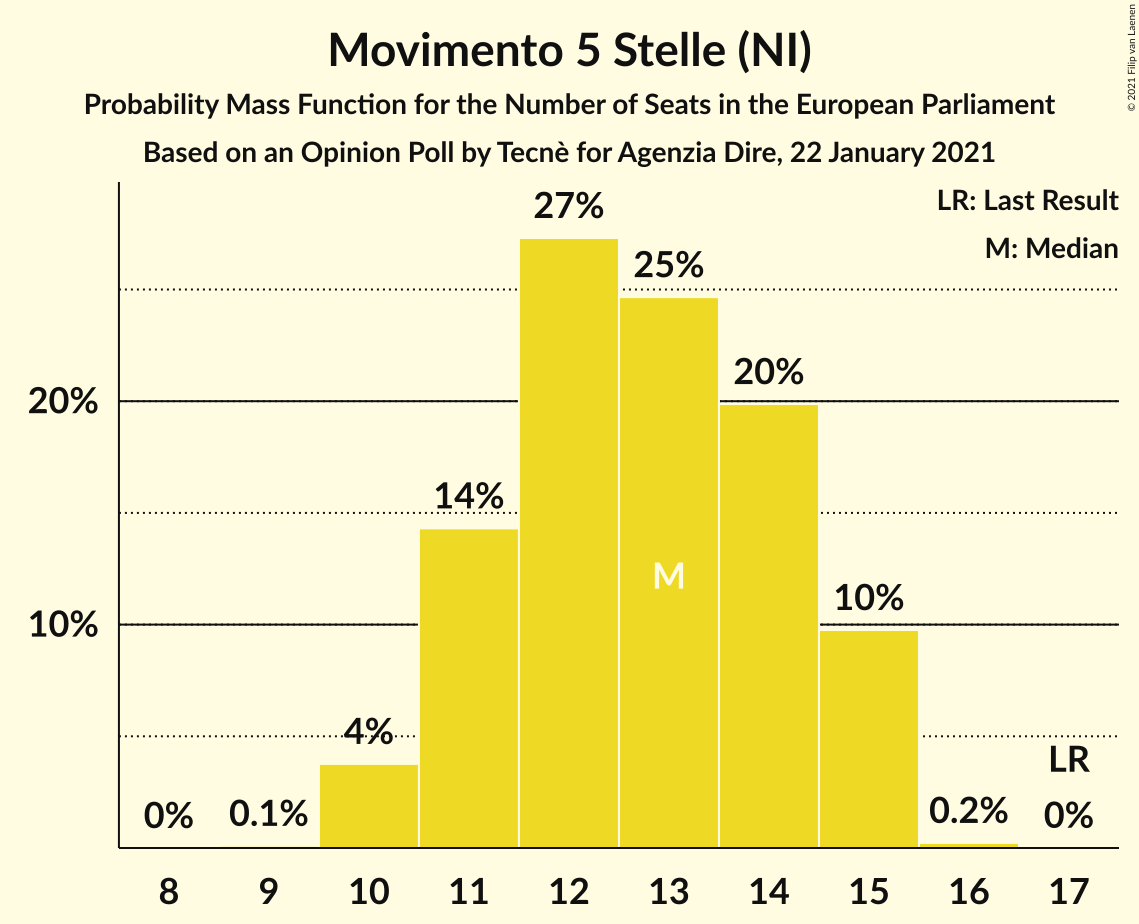 Movimento 5 Stelle (NI)
Probability Mass Function for the Number of Seats in the European Parliament
Based on an Opinion Poll by Tecnè for Agenzia Dire, 22 January 2021
© 2021 Filip van Laenen
LR: Last Result
M: Median
27%
25%
20%
20%
14%
M
10%
10%
4%
LR
0%
0.1%
0.2%
0%
8 9 10 11 12 13 14 15 16 17